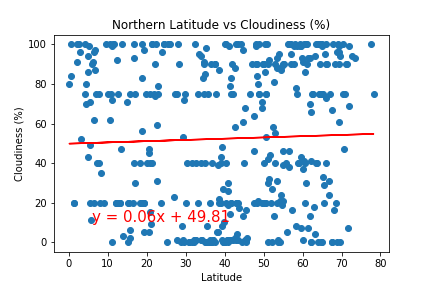 Northern Latitude vs Cloudiness (%)
100
80
60
40
20
0
Cloudiness (%)
y = 0.06x + 49.81
0 10 20 30 40 50 60 70 80
Latitude